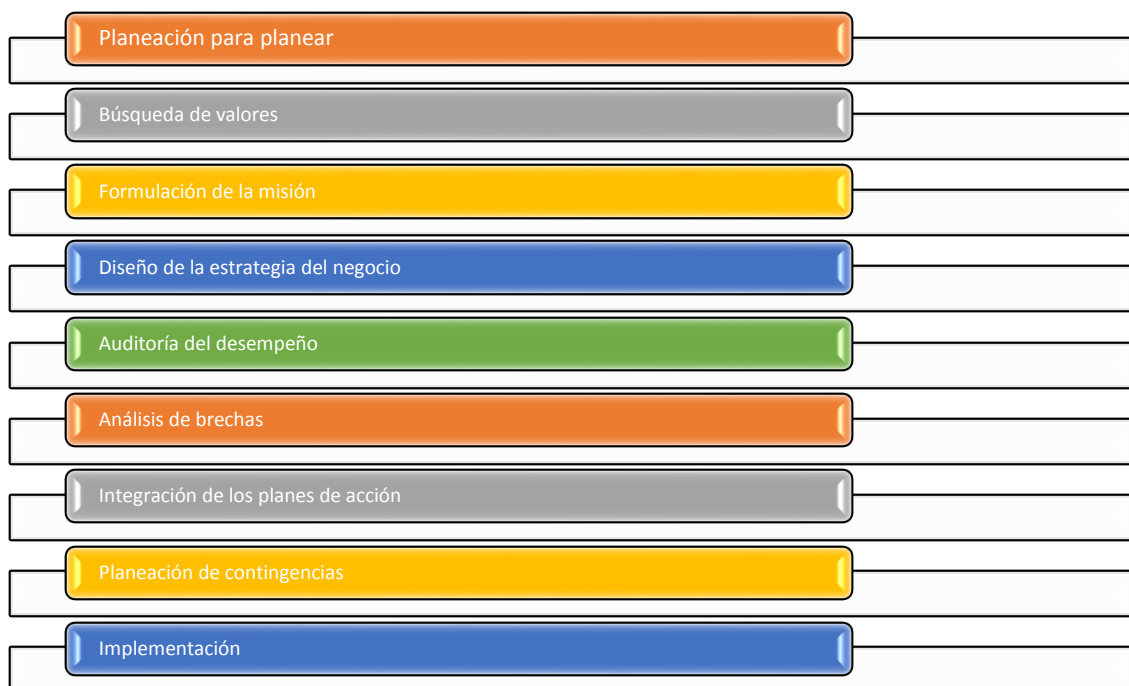 Planeación para planear
Búsqueda de valores
Formulación de la misión
Diseño de la estrategia del negocio
Auditoría del desempeño
Análisis de brechas
Integración de los planes de acción
Planeación de contingencias
Implementación